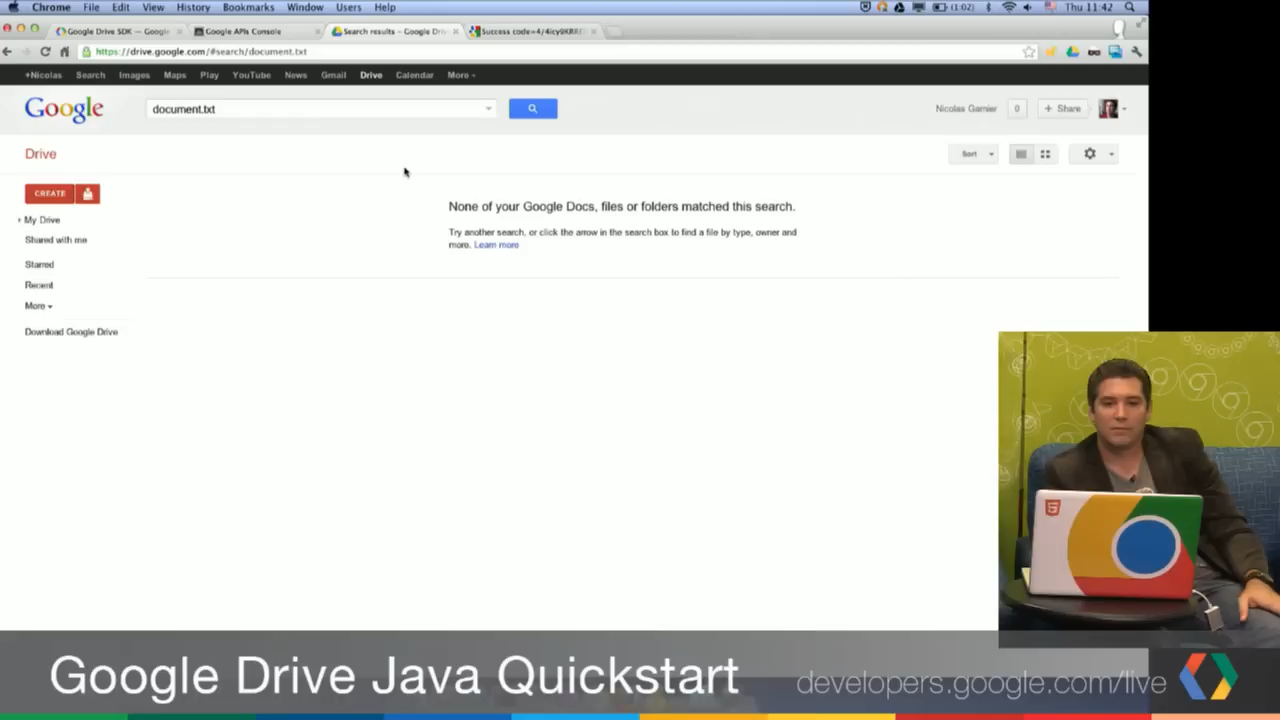 Chrome File Edit View History Bookmarks Window Users Help (1:02) Thu 11:42
Google Drive SDK — Google Google APIs Console Search results – Google Driv
https://drive.google.com/#search/document.txt
+Nicolas Search Images Maps Play YouTube News Gmail Drive Calendar More
Google document.txt Nicolas Garnier 0 + Share
Drive Sort
CREATE
My Drive
Shared with me
Starred
Recent
More
Download Google Drive
None of your Google Docs, files or folders matched this search.
Try another search, or click the arrow in the search box to find a file by type, owner and
more. Learn more
Google Drive Java Quickstart
developers.google.com/live